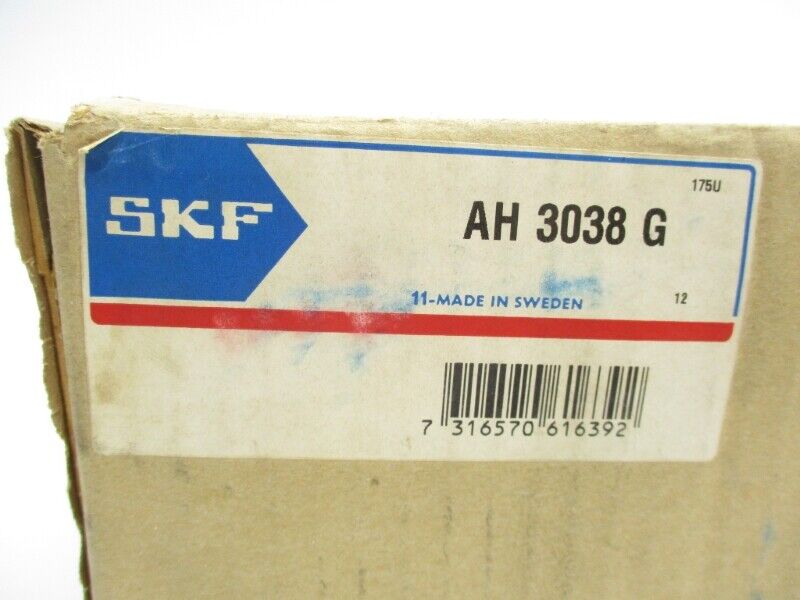 175U
SKF
AH 3038 G
11-MADE IN SWEDEN
12
7 316570 616392